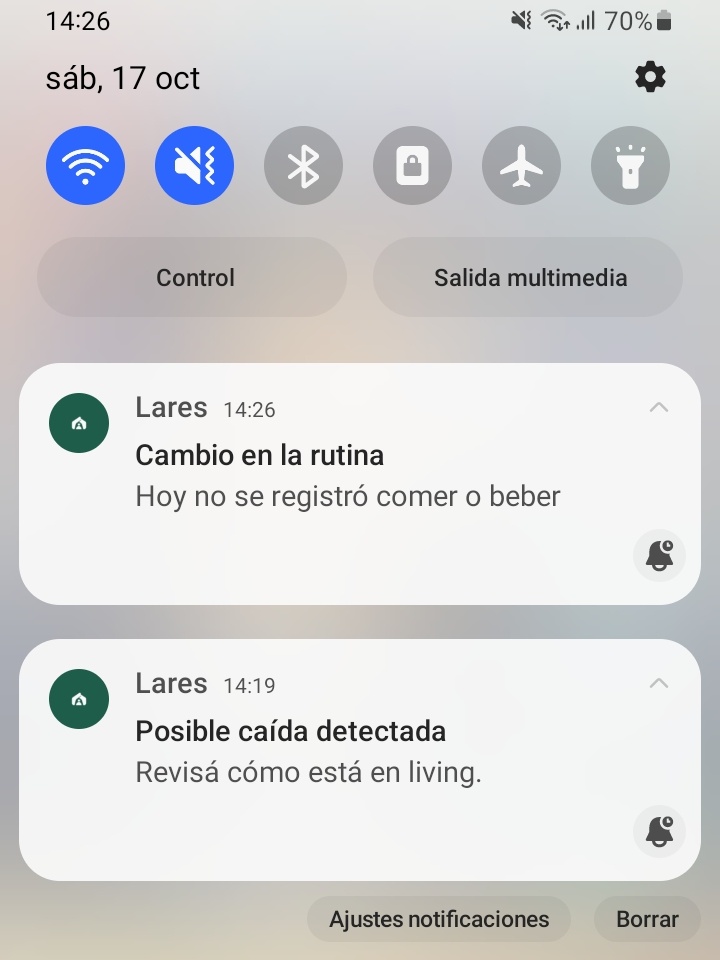 14:26
70%
sáb, 17 oct
Control
Salida multimedia
Lares 14:26
Cambio en la rutina
Hoy no se registró comer o beber
Lares 14:19
Posible caída detectada
Revisá cómo está en living.
Ajustes notificaciones
Borrar